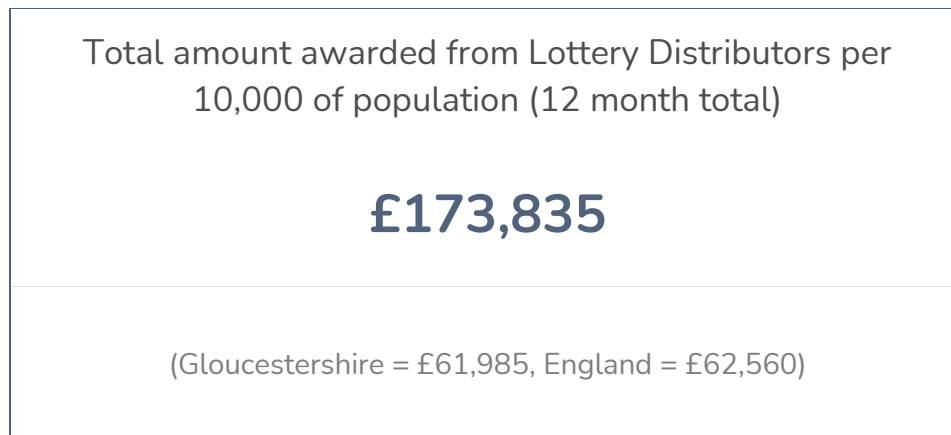 Total amount awarded from Lottery Distributors per
10,000 of population (12 month total)
£173,835
(Gloucestershire = £61,985, England = £62,560)